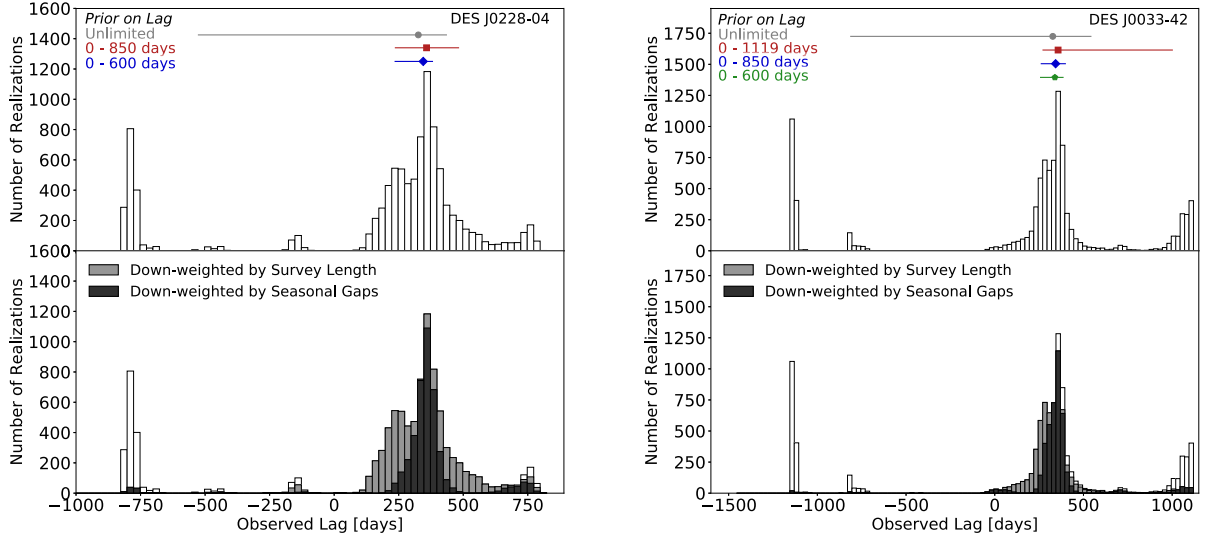 Prior on Lag
DES J0228-04
Unlimited
0 - 850 days
0 - 600 days
Number of Realizations
1600
1400
1200
1000
800
600
400
200
1600
Down-weighted by Survey Length
Down-weighted by Seasonal Gaps
Number of Realizations
1400
1200
1000
800
600
400
200
0
−1000
−750
−500
−250
0
250
500
750
Observed Lag [days]
Prior on Lag
DES J0033-42
Unlimited
0 - 1119 days
0 - 850 days
0 - 600 days
Number of Realizations
1750
1500
1250
1000
750
500
250
0
Down-weighted by Survey Length
Down-weighted by Seasonal Gaps
Number of Realizations
1750
1500
1250
1000
750
500
250
0
−1500
−1000
−500
0
500
1000
Observed Lag [days]